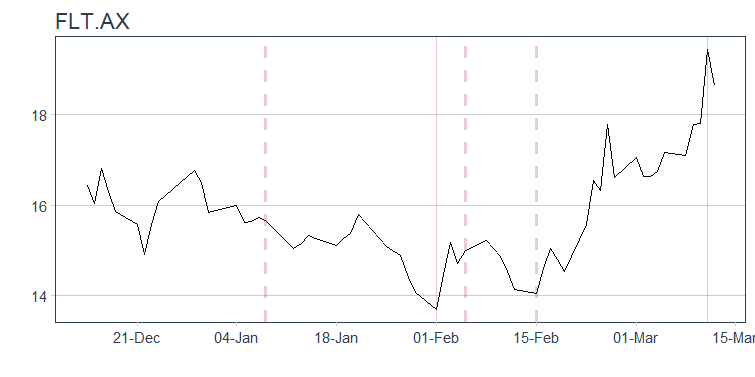 FLT.AX
18
16
14
21-Dec
04-Jan
18-Jan
01-Feb
15-Feb
01-Mar
15-Mar